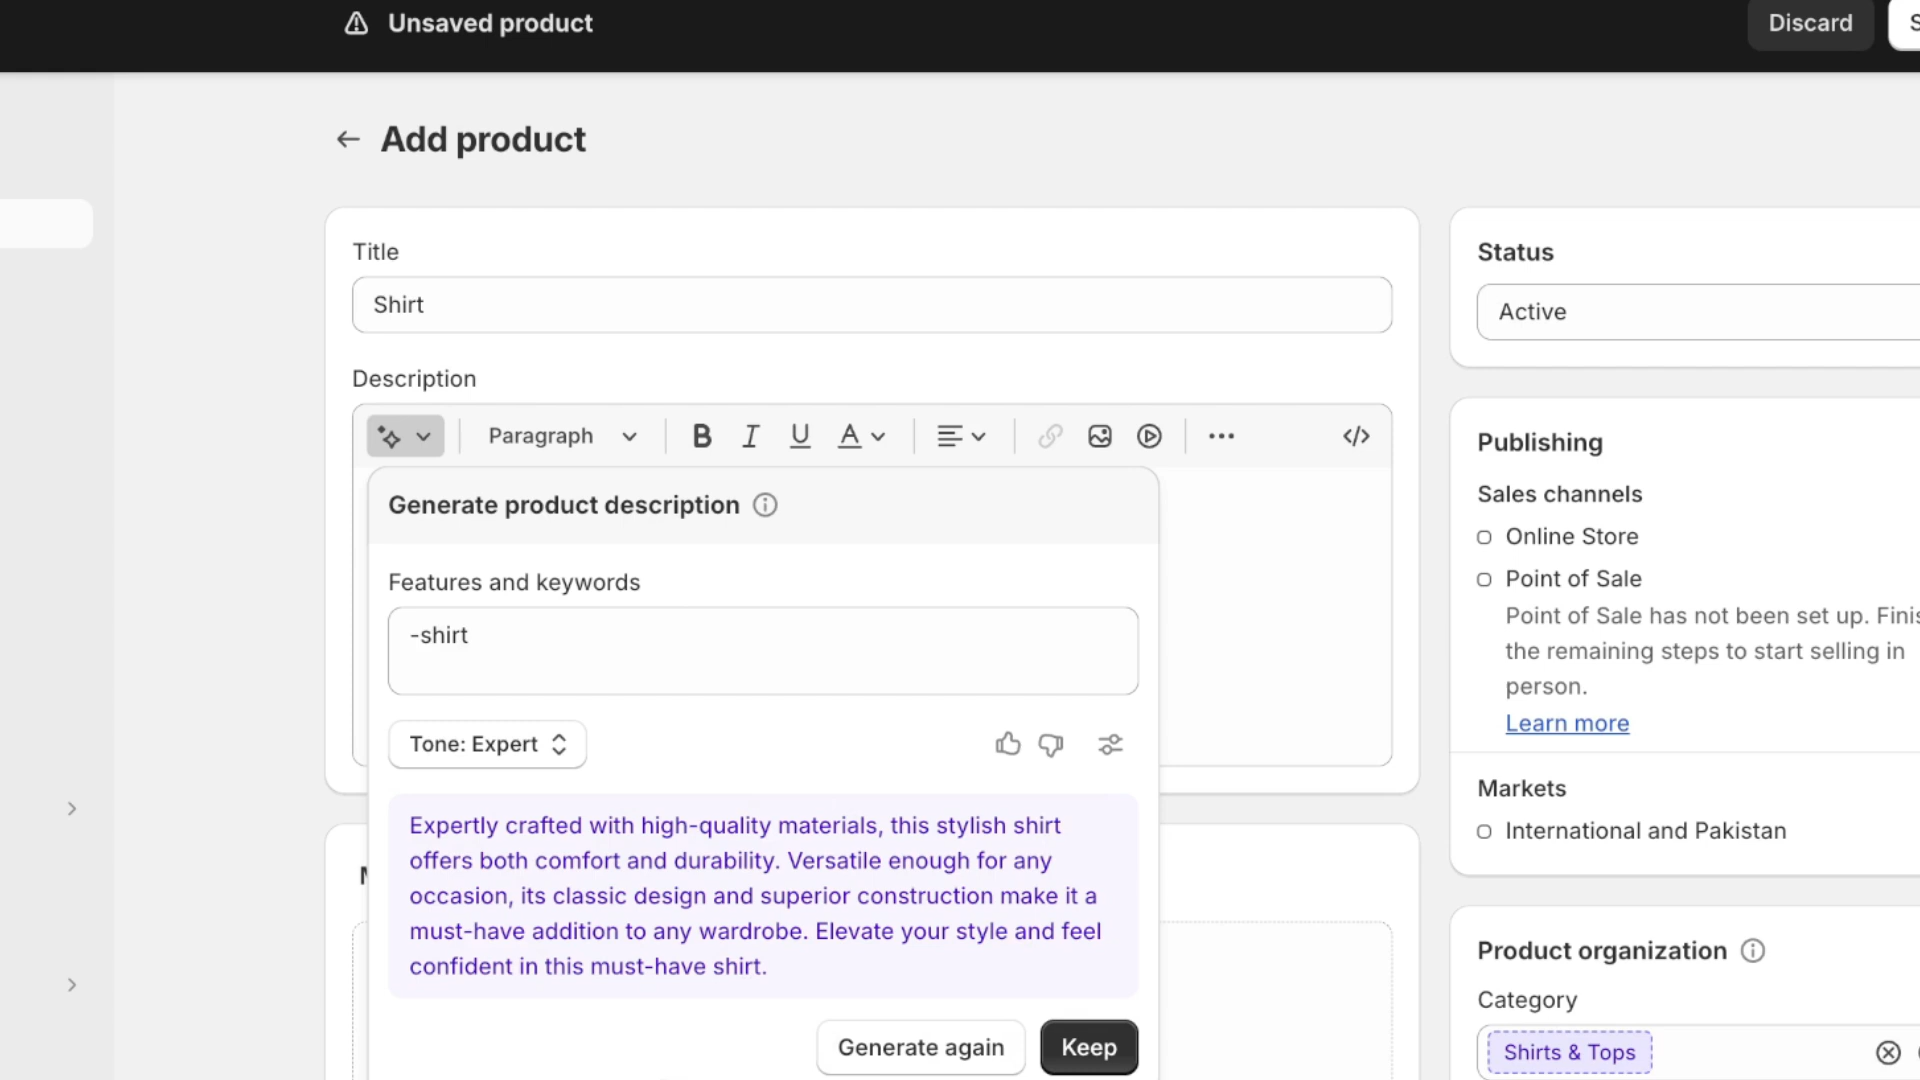 Unsaved product
Discard
Add product
Title
Shirt
Description
Paragraph
Generate product description
Features and keywords
-shirt
Tone: Expert
Expertly crafted with high-quality materials, this stylish shirt
offers both comfort and durability. Versatile enough for any
occasion, its classic design and superior construction make it a
must-have addition to any wardrobe. Elevate your style and feel
confident in this must-have shirt.
Generate again
Keep
Status
Active
Publishing
Sales channels
Online Store
Point of Sale
Point of Sale has not been set up. Finis
the remaining steps to start selling in
person.
Learn more
Markets
International and Pakistan
Product organization
Category
Shirts & Tops